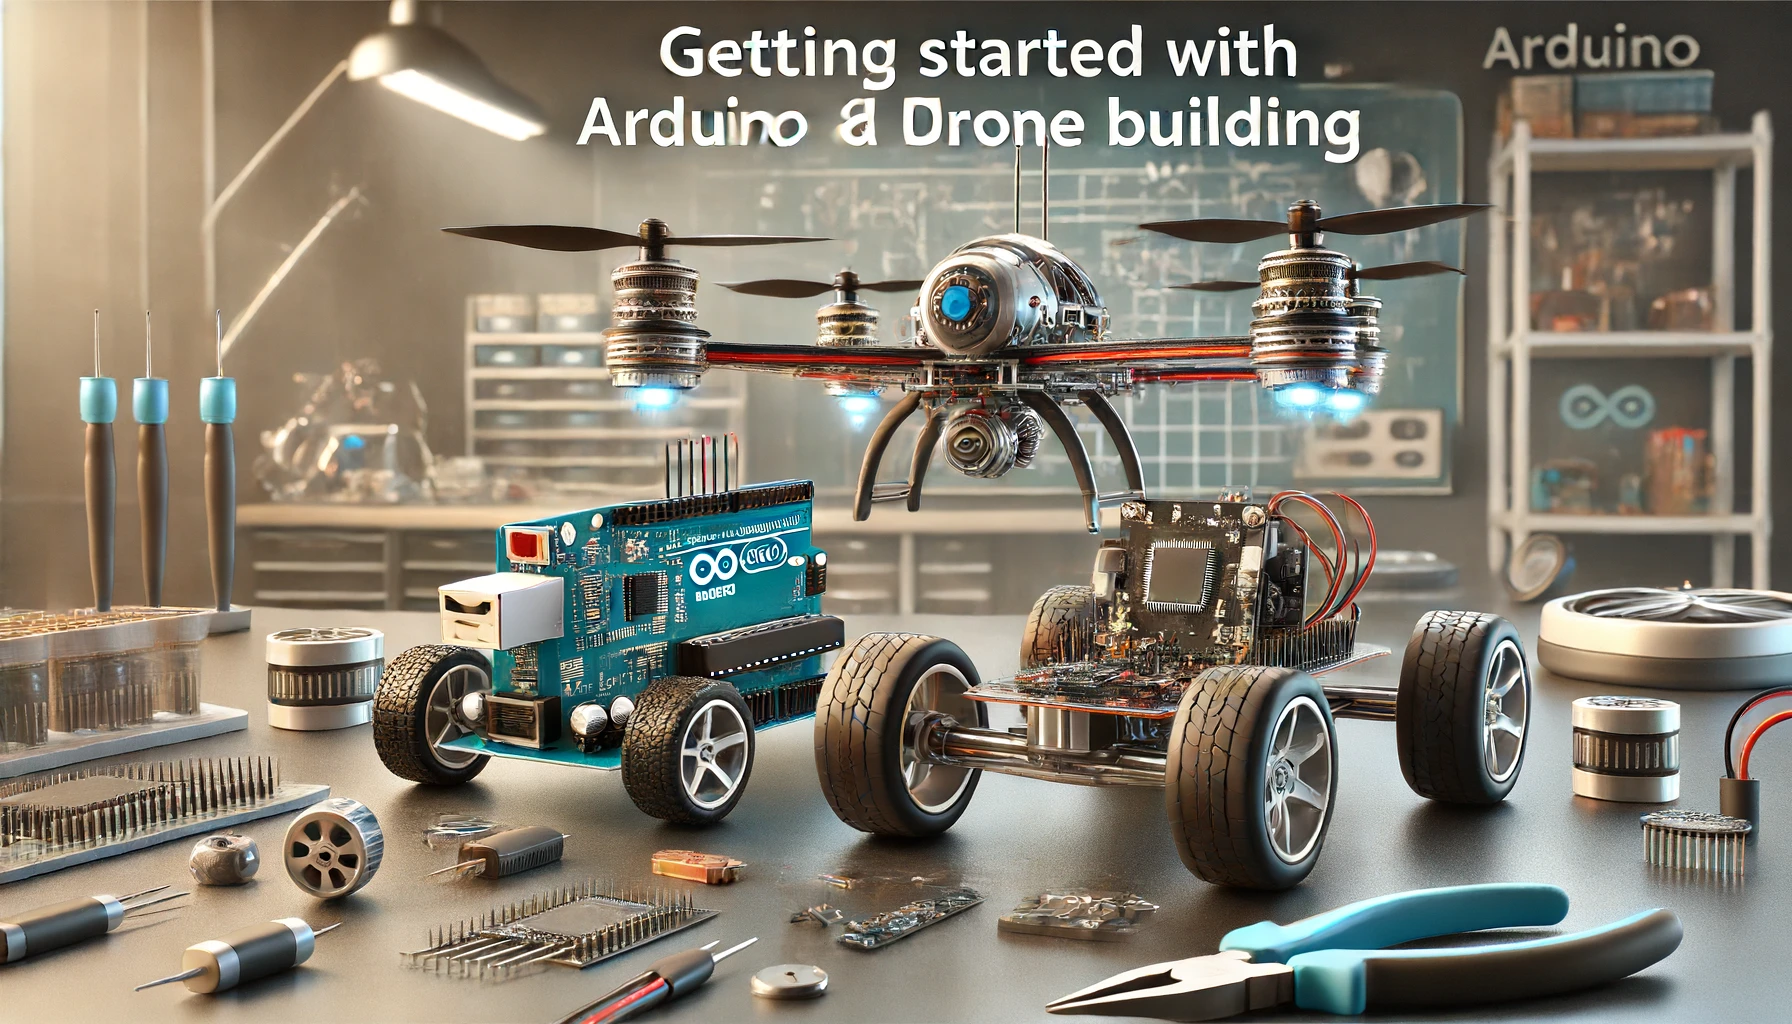 Getting started with
Arduino & Drone building
Arduino